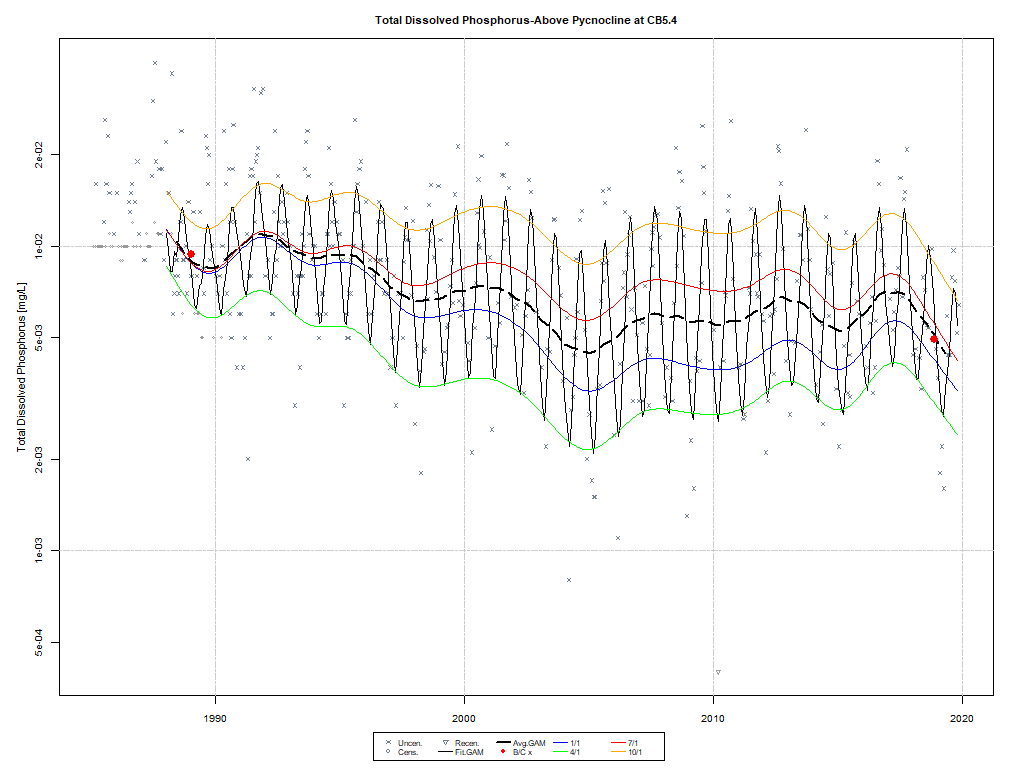 Total Dissolved Phosphorus-Above Pycnocline at CB5.4
Total Dissolved Phosphorus [mg/L]
2e-02
1e-02
5e-03
2e-03
1e-03
5e-04
1990 2000 2010 2020
Uncen. Recen. Avg.GAM 1/1 7/1
Cens. Fit.GAM B/C x 4/1 10/1